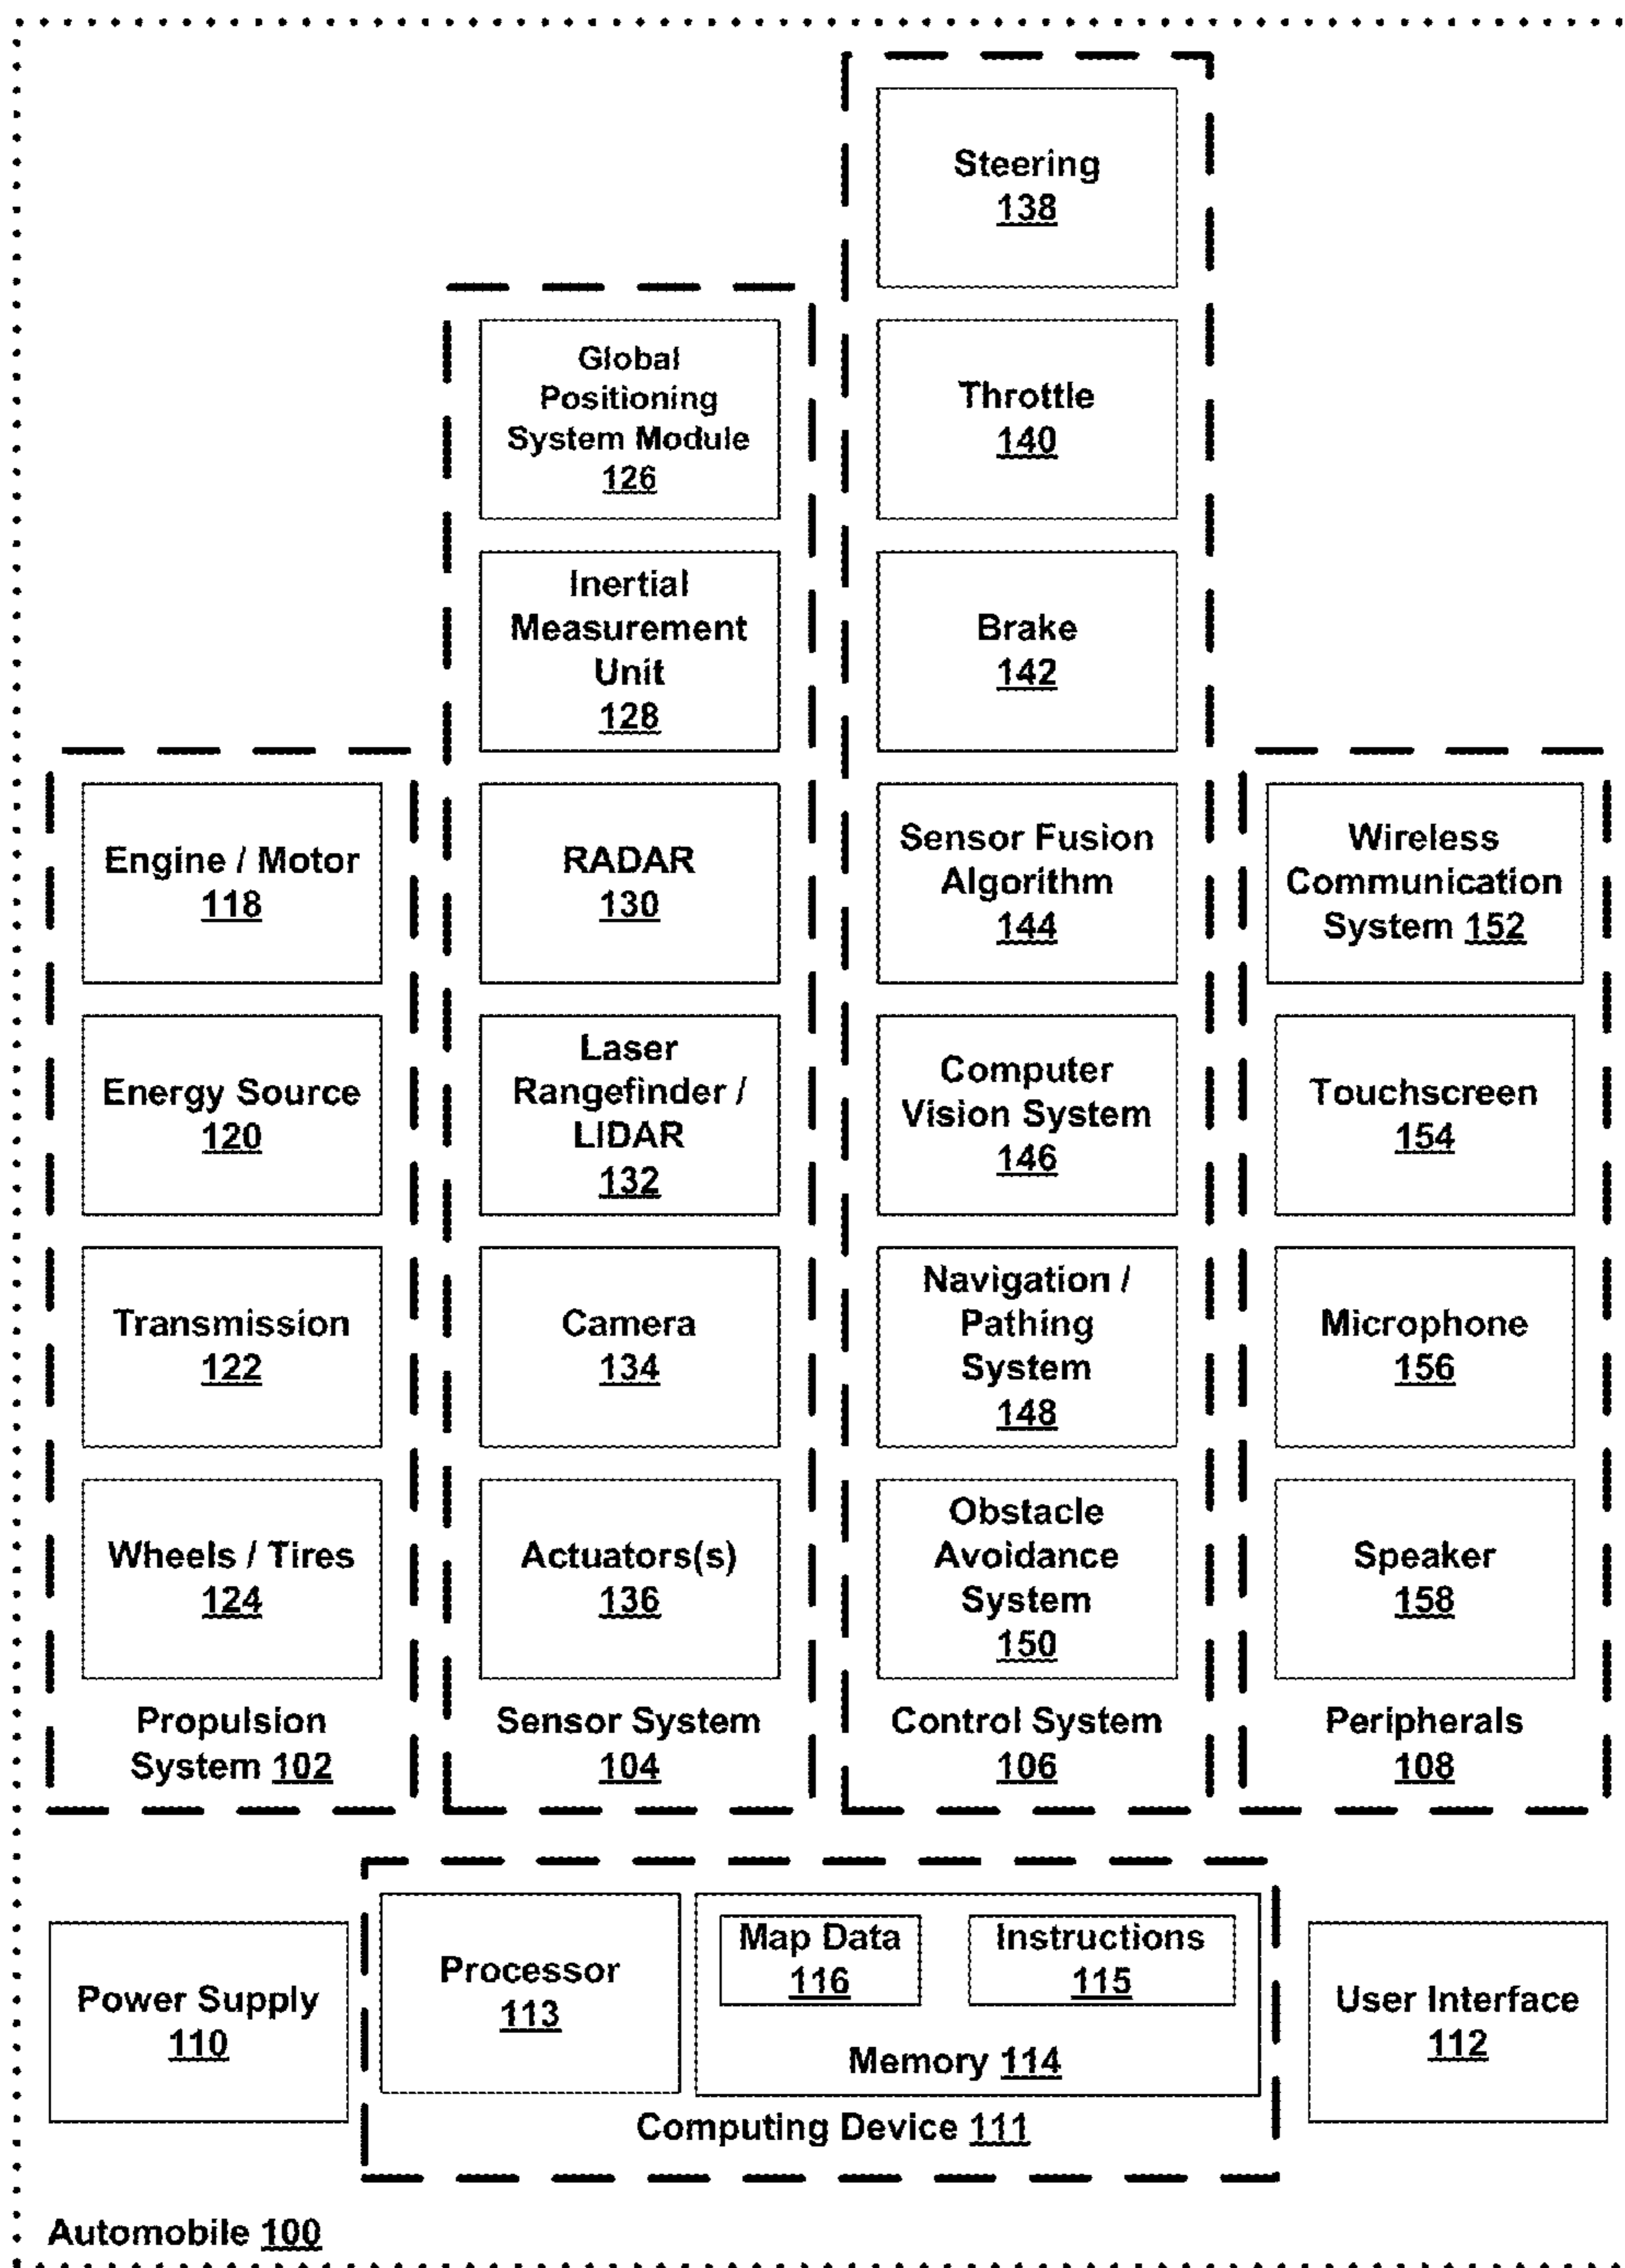 Steering
138
Throttle
140
Brake
142
Sensor Fusion
Algorithm
144
Computer
Vision System
146
Navigation /
Pathing
System
148
Obstacle
Avoidance
System
150
Control System
106
Global
Positioning
System Module
126
Inertial
Measurement
Unit
128
RADAR
130
Laser
Rangefinder /
LIDAR
132
Camera
134
Actuators(s)
136
Sensor System
104
Engine / Motor
118
Energy Source
120
Transmission
122
Wheels / Tires
124
Propulsion
System 102
Wireless
Communication
System 152
Touchscreen
154
Microphone
156
Speaker
158
Peripherals
108
Power Supply
110
Processor
113
Map Data
116
Instructions
115
Memory 114
Computing Device 111
User Interface
112
Automobile 100